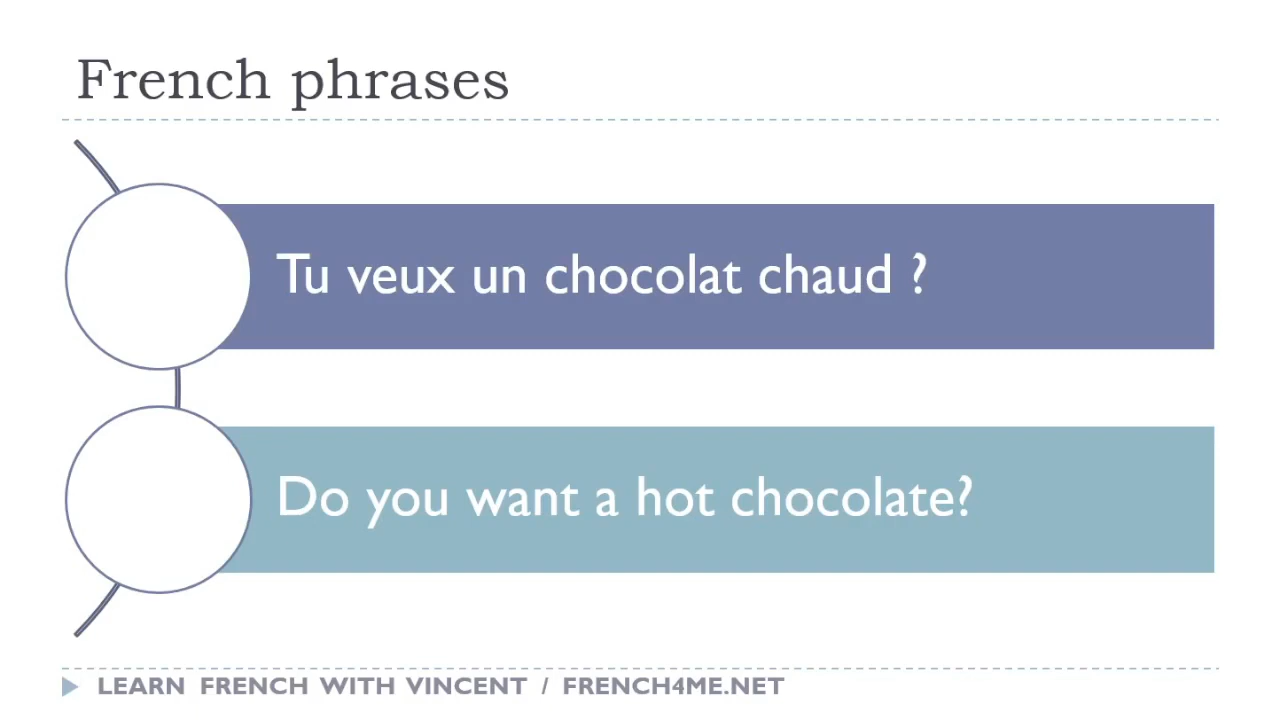 French phrases
Tu veux un chocolat chaud ?
Do you want a hot chocolate?
LEARN FRENCH WITH VINCENT / FRENCH4ME.NET